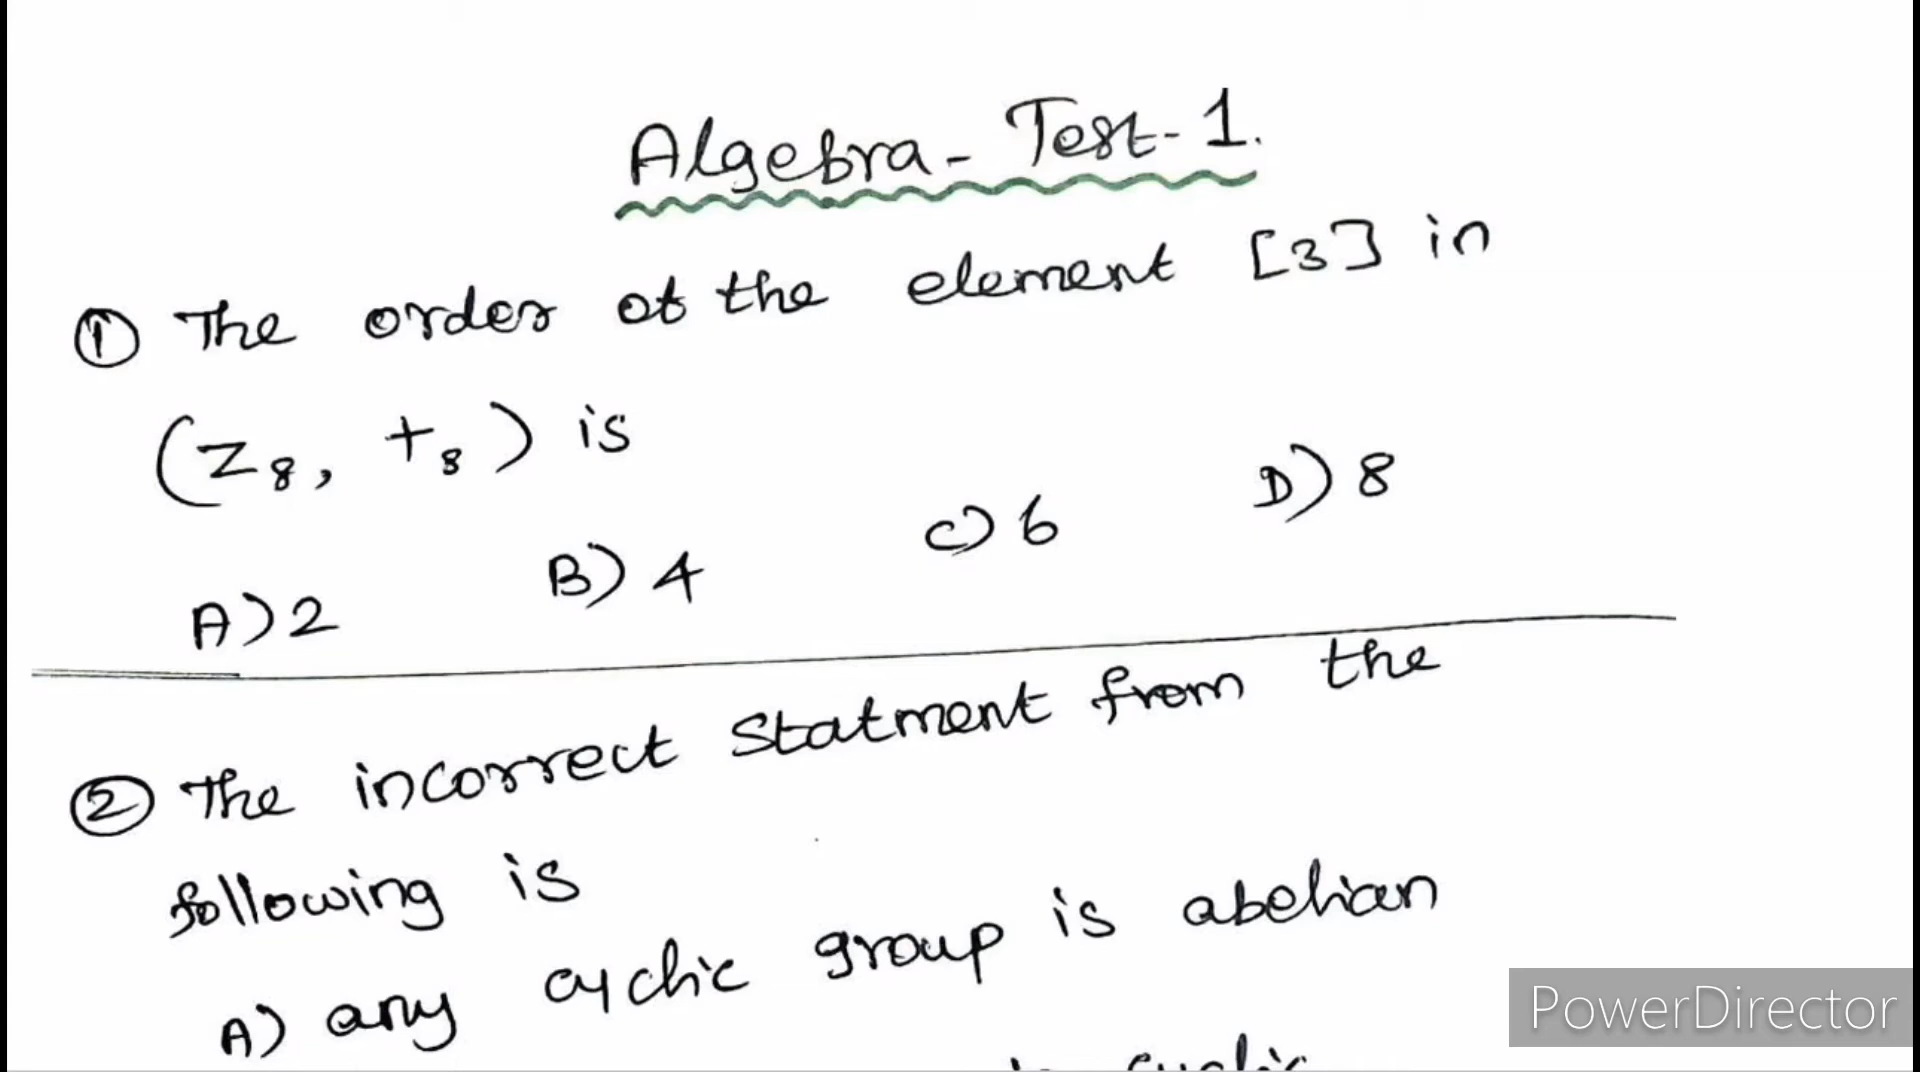 Algebra - Test - 1.
① The order of the element [3] in
(Z8, +8) is
A) 2 B) 4 C) 6 D) 8
② The incorrect Statment from the
following is
A) any cyclic group is abelian
PowerDirector